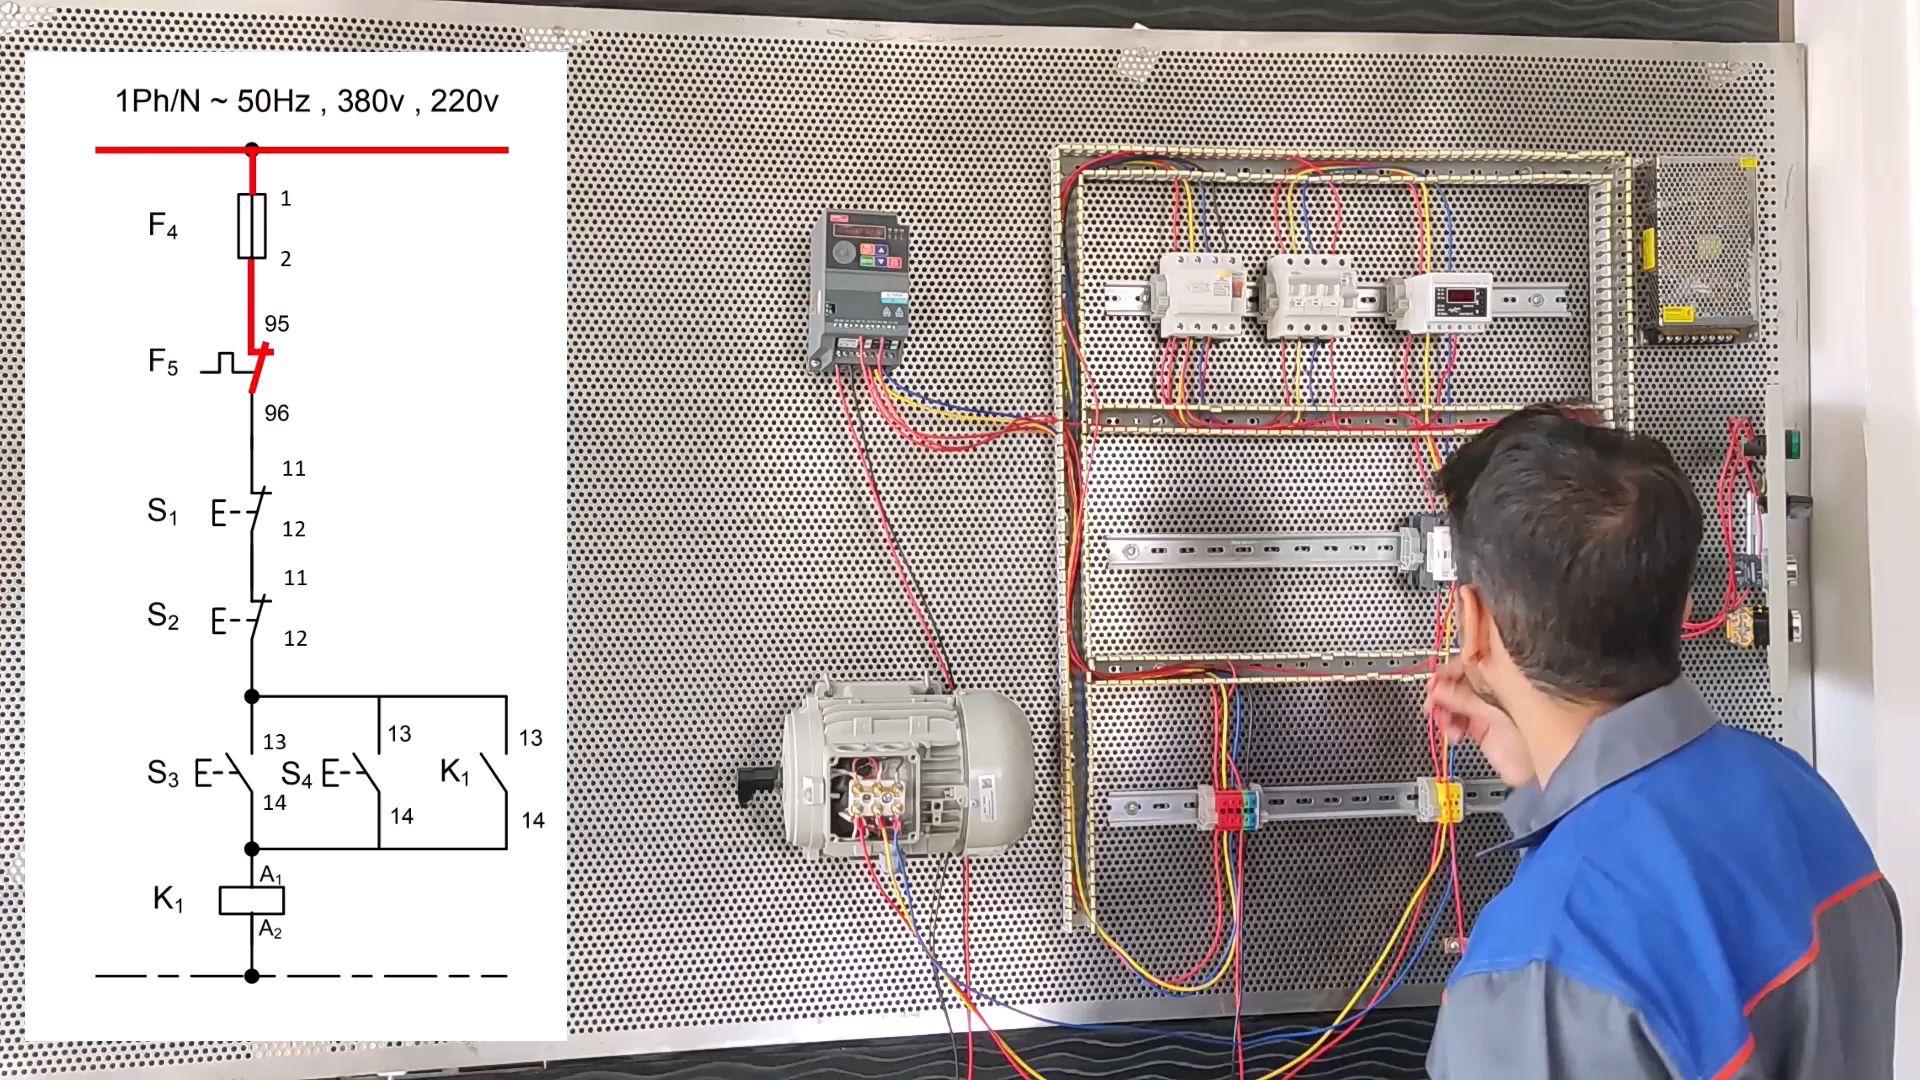 1Ph/N ~ 50Hz , 380v , 220v
1
F4
2
95
F5
96
11
S1
12
11
S2
12
13
13
13
S3
S4
K1
14
14
14
A1
K1
A2